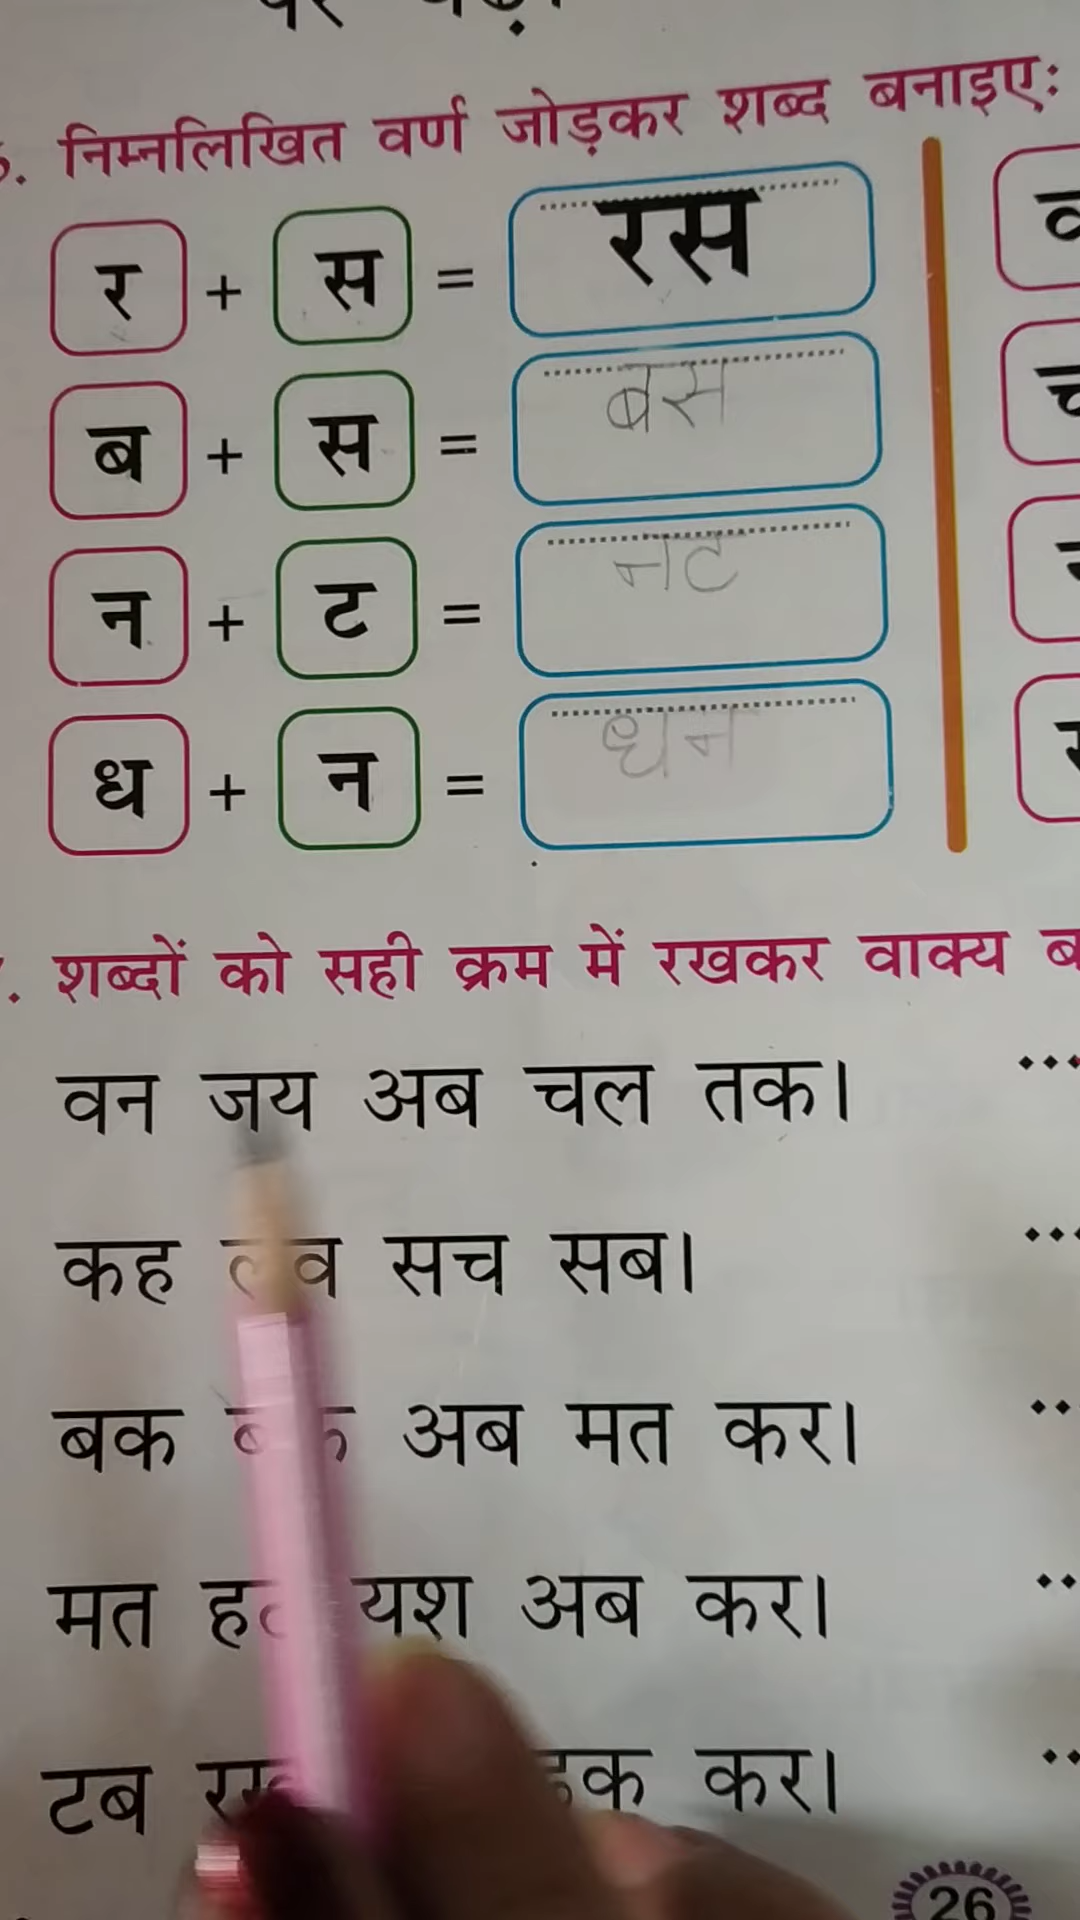 निम्नलिखित वर्ण जोड़कर शब्द बनाइएः
र + स = रस
ब + स = बस
न + ट = नट
ध + न = धन
शब्दों को सही क्रम में रखकर वाक्य
वन जय अब चल तक।
कह सच सब।
बक अब मत कर।
मत यश अब कर।
टब कर।
26